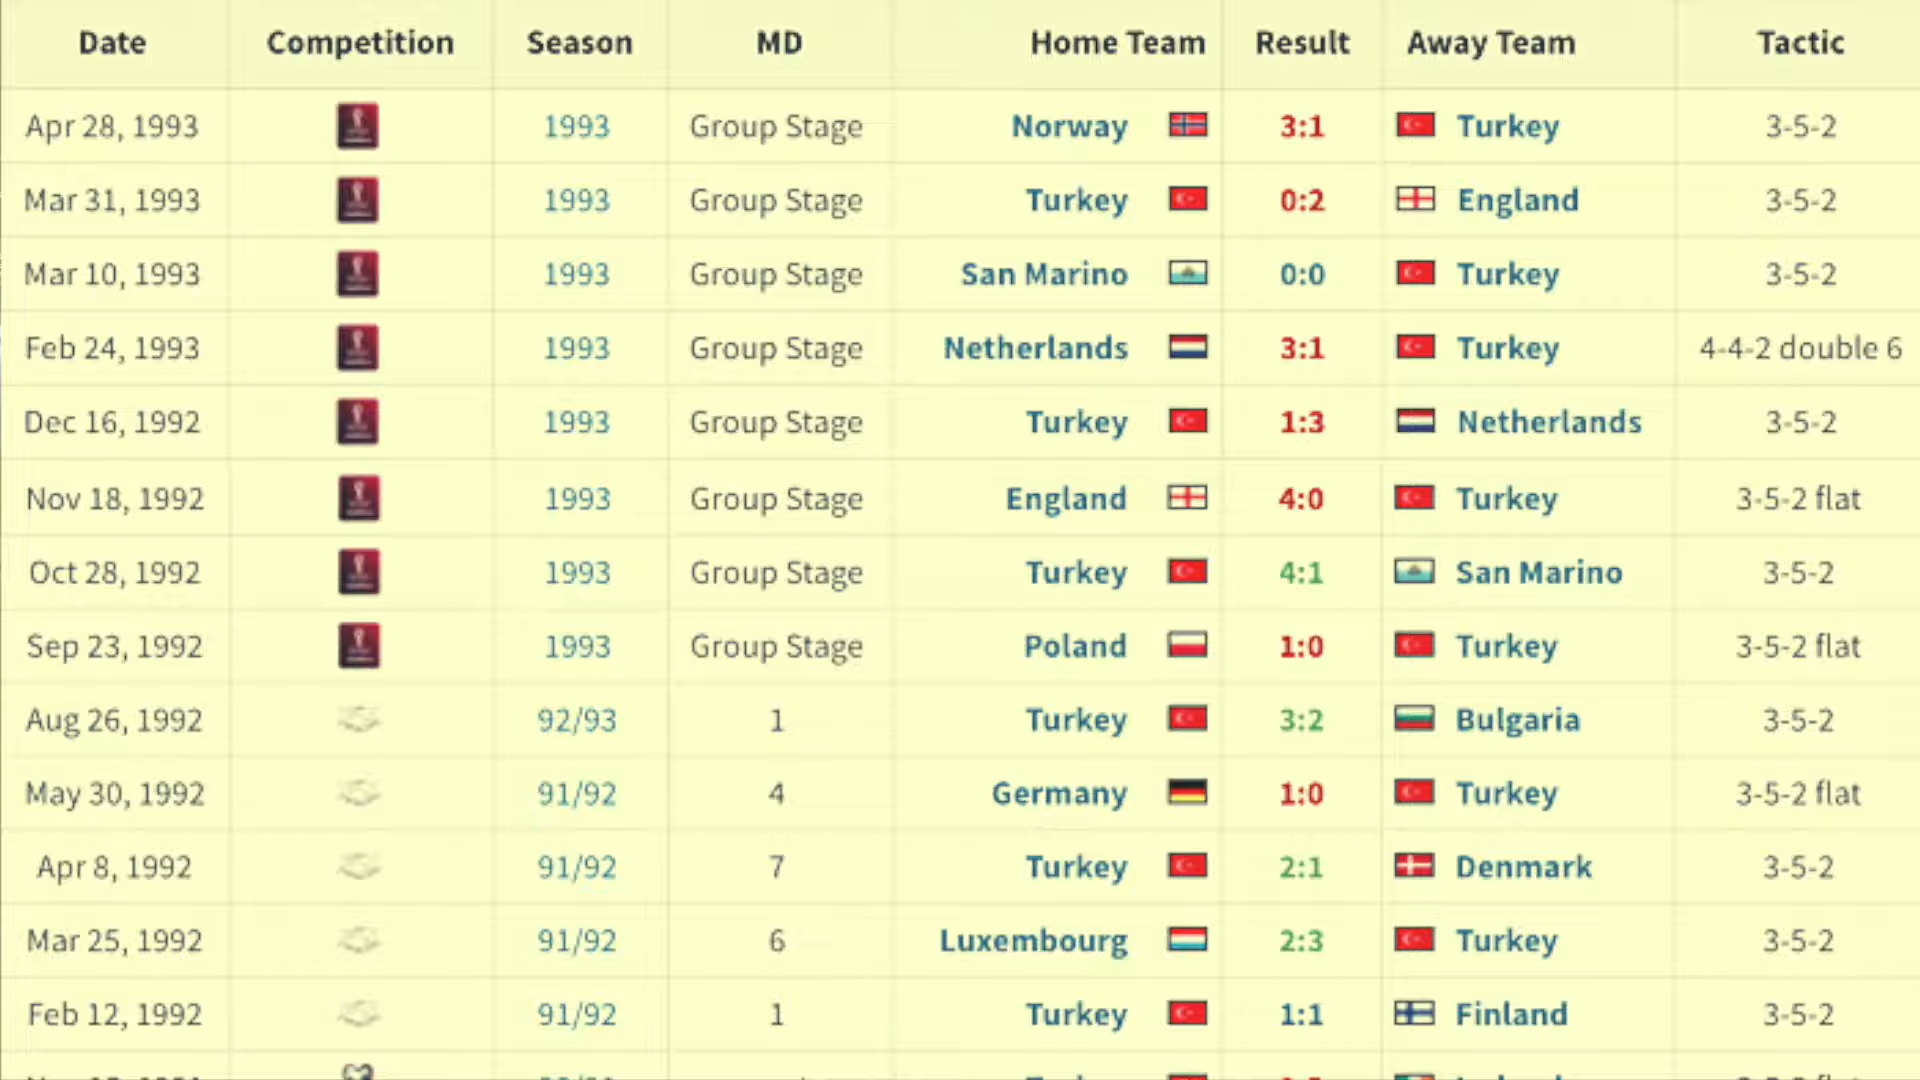 Date Competition Season MD Home Team Result Away Team Tactic
Apr 28, 1993 1993 Group Stage Norway 3:1 Turkey 3-5-2
Mar 31, 1993 1993 Group Stage Turkey 0:2 England 3-5-2
Mar 10, 1993 1993 Group Stage San Marino 0:0 Turkey 3-5-2
Feb 24, 1993 1993 Group Stage Netherlands 3:1 Turkey 4-4-2 double 6
Dec 16, 1992 1993 Group Stage Turkey 1:3 Netherlands 3-5-2
Nov 18, 1992 1993 Group Stage England 4:0 Turkey 3-5-2 flat
Oct 28, 1992 1993 Group Stage Turkey 4:1 San Marino 3-5-2
Sep 23, 1992 1993 Group Stage Poland 1:0 Turkey 3-5-2 flat
Aug 26, 1992 92/93 1 Turkey 3:2 Bulgaria 3-5-2
May 30, 1992 91/92 4 Germany 1:0 Turkey 3-5-2 flat
Apr 8, 1992 91/92 7 Turkey 2:1 Denmark 3-5-2
Mar 25, 1992 91/92 6 Luxembourg 2:3 Turkey 3-5-2
Feb 12, 1992 91/92 1 Turkey 1:1 Finland 3-5-2